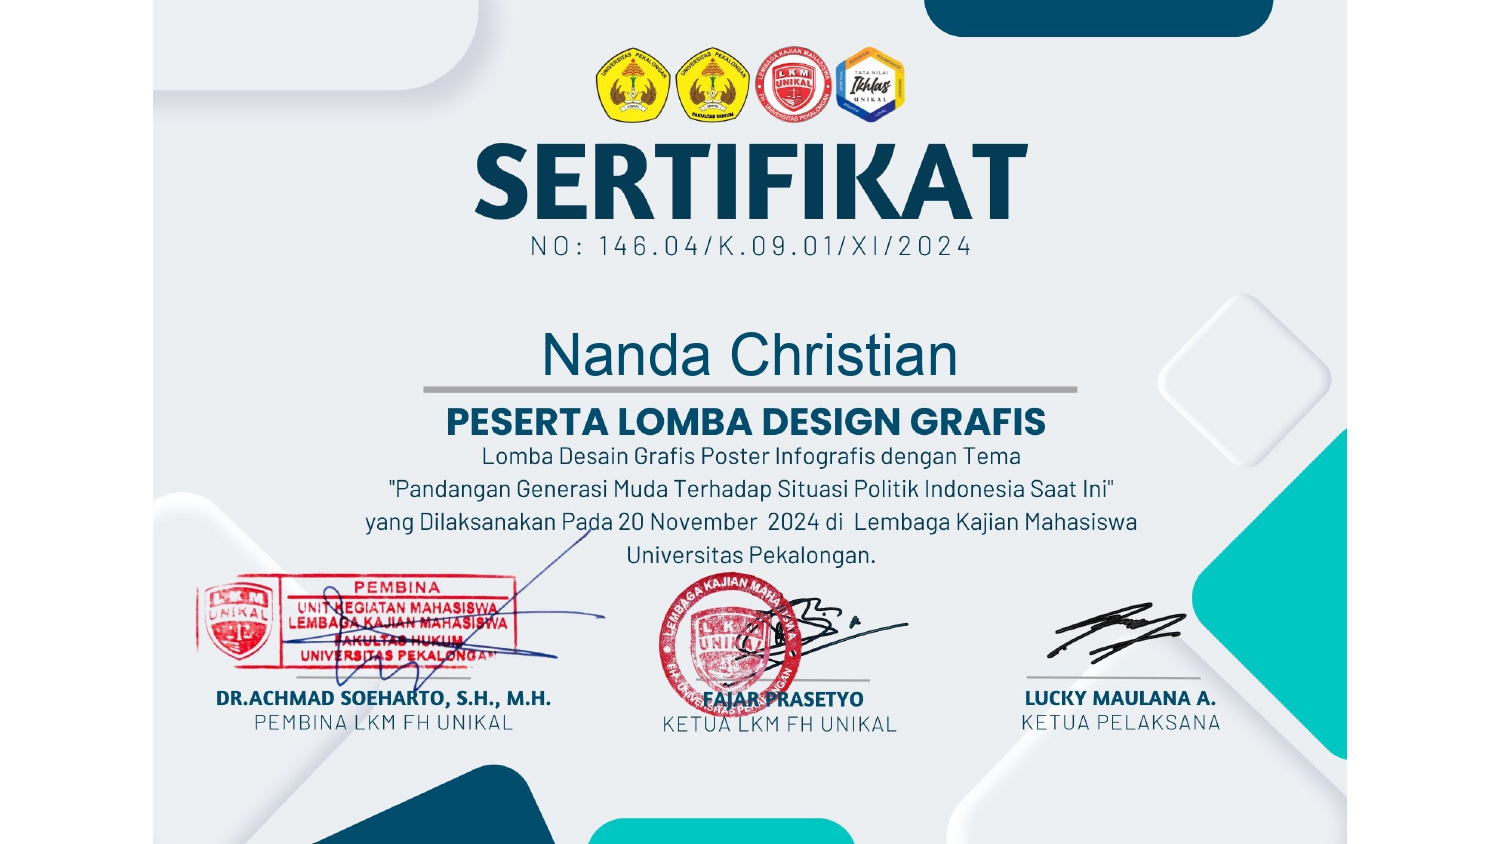 UNIVERSITAS PEKALONGAN
UNIVERSITAS PEKALONGAN
FAKULTAS HUKUM
LEMBAGA KAJIAN MAHASISWA
LKM
UNIKAL
FH. UNIVERSITAS PEKALONGAN
TATA NILAI
Ikhlas
UNIKAL
SERTIFIKAT
NO: 146.04/K.09.01/XI/2024
Nanda Christian
PESERTA LOMBA DESIGN GRAFIS
Lomba Desain Grafis Poster Infografis dengan Tema
"Pandangan Generasi Muda Terhadap Situasi Politik Indonesia Saat Ini"
yang Dilaksanakan Pada 20 November 2024 di Lembaga Kajian Mahasiswa
Universitas Pekalongan.
LKM
UNIKAL
PEMBINA
UNIT KEGIATAN MAHASISWA
LEMBAGA KAJIAN MAHASISWA
FAKULTAS HUKUM
UNIVERSITAS PEKALONGAN
LEMBAGA KAJIAN MAHASISWA
LKM
UNIKAL
FH. UNIVERSITAS PEKALONGAN
DR.ACHMAD SOEHARTO, S.H., M.H.
PEMBINA LKM FH UNIKAL
FAJAR PRASETYO
KETUA LKM FH UNIKAL
LUCKY MAULANA A.
KETUA PELAKSANA